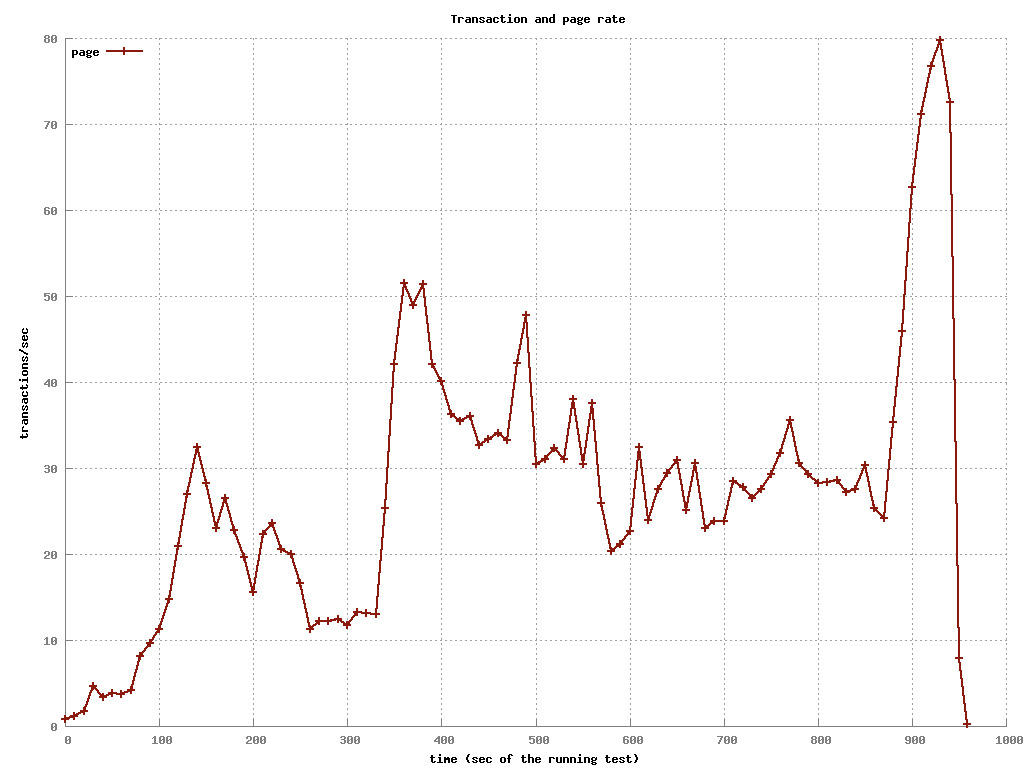 Transaction and page rate
page
80
70
60
50
40
30
20
10
0
transactions/sec
0 100 200 300 400 500 600 700 800 900 1000
time (sec of the running test)